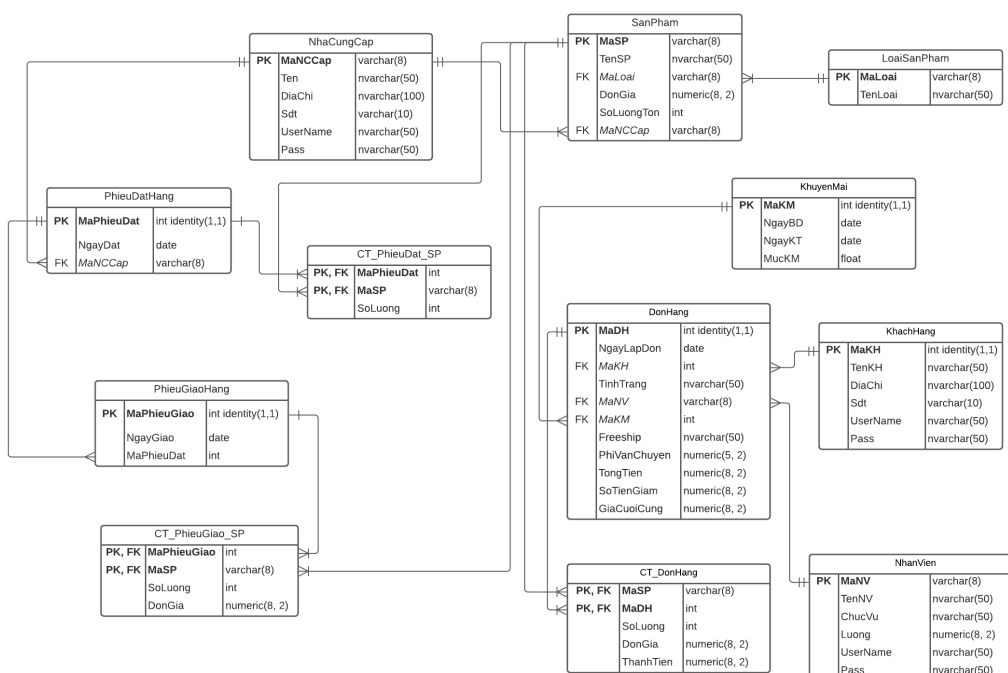 NhaCungCap
PK MaNCCap varchar(8)
Ten nvarchar(50)
DiaChi nvarchar(100)
Sdt varchar(10)
UserName nvarchar(50)
Pass nvarchar(50)
SanPham
PK MaSP varchar(8)
TenSP nvarchar(50)
FK MaLoai varchar(8)
DonGia numeric(8, 2)
SoLuongTon int
FK MaNCCap varchar(8)
LoaiSanPham
PK MaLoai varchar(8)
TenLoai nvarchar(50)
PhieuDatHang
PK MaPhieuDat int identity(1,1)
NgayDat date
FK MaNCCap varchar(8)
KhuyenMai
PK MaKM int identity(1,1)
NgayBD date
NgayKT date
MucKM float
CT_PhieuDat_SP
PK, FK MaPhieuDat int
PK, FK MaSP varchar(8)
SoLuong int
DonHang
PK MaDH int identity(1,1)
NgayLapDon date
FK MaKH int
TinhTrang nvarchar(50)
FK MaNV varchar(8)
FK MaKM int
Freeship nvarchar(50)
PhiVanChuyen numeric(5, 2)
TongTien numeric(8, 2)
SoTienGiam numeric(8, 2)
GiaCuoiCung numeric(8, 2)
KhachHang
PK MaKH int identity(1,1)
TenKH nvarchar(50)
DiaChi nvarchar(100)
Sdt varchar(10)
UserName nvarchar(50)
Pass nvarchar(50)
PhieuGiaoHang
PK MaPhieuGiao int identity(1,1)
NgayGiao date
MaPhieuDat int
CT_PhieuGiao_SP
PK, FK MaPhieuGiao int
PK, FK MaSP varchar(8)
SoLuong int
DonGia numeric(8, 2)
CT_DonHang
PK, FK MaSP varchar(8)
PK, FK MaDH int
SoLuong int
DonGia numeric(8, 2)
ThanhTien numeric(8, 2)
NhanVien
PK MaNV varchar(8)
TenNV nvarchar(50)
ChucVu nvarchar(50)
Luong numeric(8, 2)
UserName nvarchar(50)
Pass nvarchar(50)